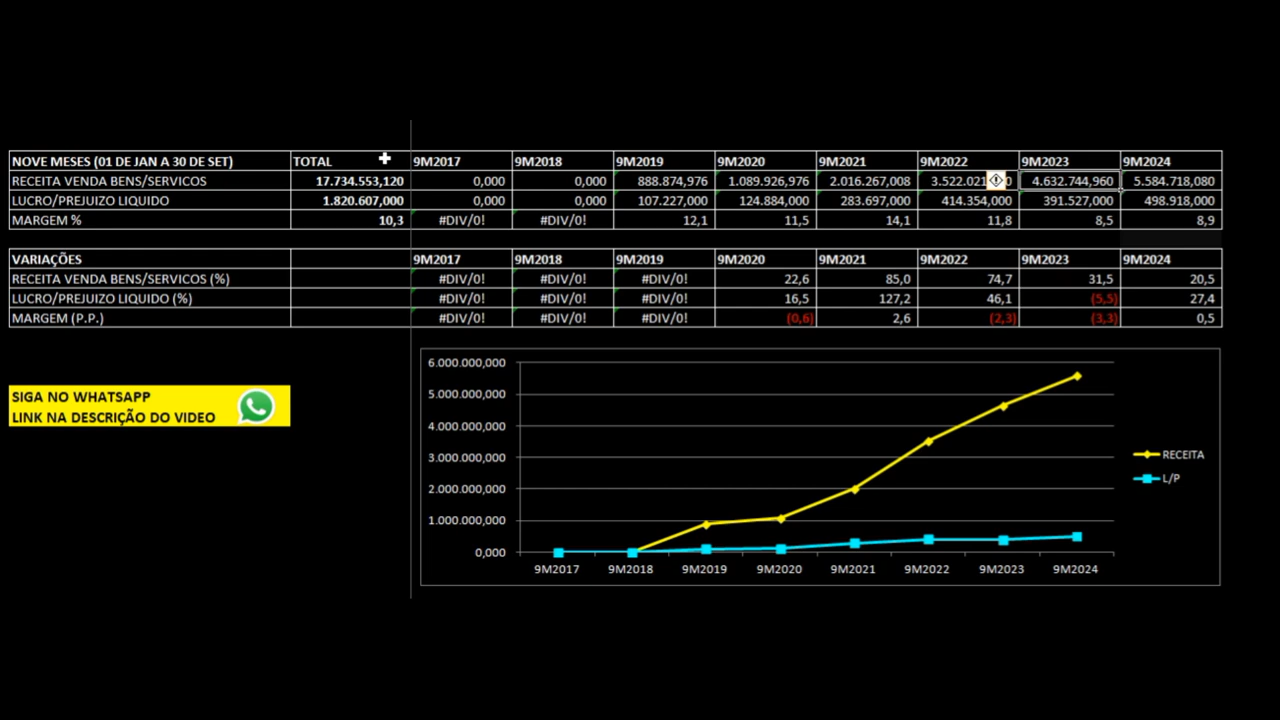 NOVE MESES (01 DE JAN A 30 DE SET) TOTAL 9M2017 9M2018 9M2019 9M2020 9M2021 9M2022 9M2023 9M2024
RECEITA VENDA BENS/SERVICOS 17.734.553,120 0,000 0,000 888.874,976 1.089.926,976 2.016.267,008 3.522.021 0 4.632.744,960 5.584.718,080
LUCRO/PREJUIZO LIQUIDO 1.820.607,000 0,000 0,000 107.227,000 124.884,000 283.697,000 414.354,000 391.527,000 498.918,000
MARGEM % 10,3 #DIV/0! #DIV/0! 12,1 11,5 14,1 11,8 8,5 8,9
VARIAÇÕES 9M2017 9M2018 9M2019 9M2020 9M2021 9M2022 9M2023 9M2024
RECEITA VENDA BENS/SERVICOS (%) #DIV/0! #DIV/0! #DIV/0! 22,6 85,0 74,7 31,5 20,5
LUCRO/PREJUIZO LIQUIDO (%) #DIV/0! #DIV/0! #DIV/0! 16,5 127,2 46,1 (5,5) 27,4
MARGEM (P.P.) #DIV/0! #DIV/0! #DIV/0! (0,6) 2,6 (2,3) (3,3) 0,5
SIGA NO WHATSAPP
LINK NA DESCRIÇÃO DO VIDEO
6.000.000,000
5.000.000,000
4.000.000,000
3.000.000,000
2.000.000,000
1.000.000,000
0,000
9M2017 9M2018 9M2019 9M2020 9M2021 9M2022 9M2023 9M2024
RECEITA
L/P